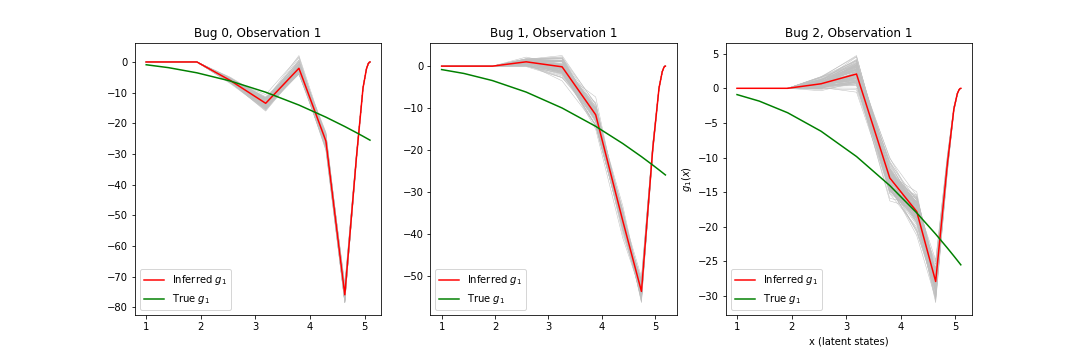 Bug 0, Observation 1
0
−10
−20
−30
−40
−50
−60
−70
−80
1 2 3 4 5
Inferred g₁
True g₁
Bug 1, Observation 1
0
−10
−20
−30
−40
−50
1 2 3 4 5
Inferred g₁
True g₁
Bug 2, Observation 1
g₁(x)
5
0
−5
−10
−15
−20
−25
−30
1 2 3 4 5
x (latent states)
Inferred g₁
True g₁